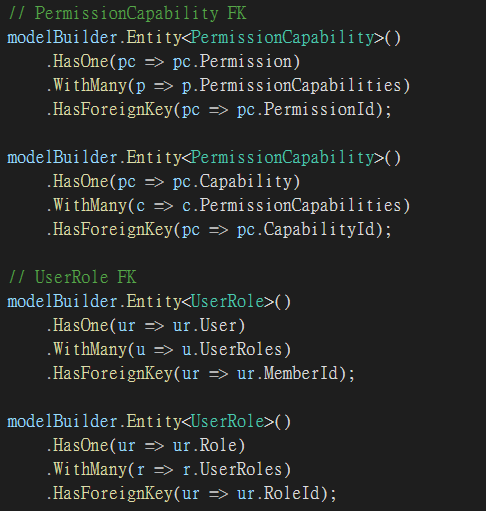 // PermissionCapability FK
modelBuilder.Entity<PermissionCapability>()
    .HasOne(pc => pc.Permission)
    .WithMany(p => p.PermissionCapabilities)
    .HasForeignKey(pc => pc.PermissionId);

modelBuilder.Entity<PermissionCapability>()
    .HasOne(pc => pc.Capability)
    .WithMany(c => c.PermissionCapabilities)
    .HasForeignKey(pc => pc.CapabilityId);

// UserRole FK
modelBuilder.Entity<UserRole>()
    .HasOne(ur => ur.User)
    .WithMany(u => u.UserRoles)
    .HasForeignKey(ur => ur.MemberId);

modelBuilder.Entity<UserRole>()
    .HasOne(ur => ur.Role)
    .WithMany(r => r.UserRoles)
    .HasForeignKey(ur => ur.RoleId);